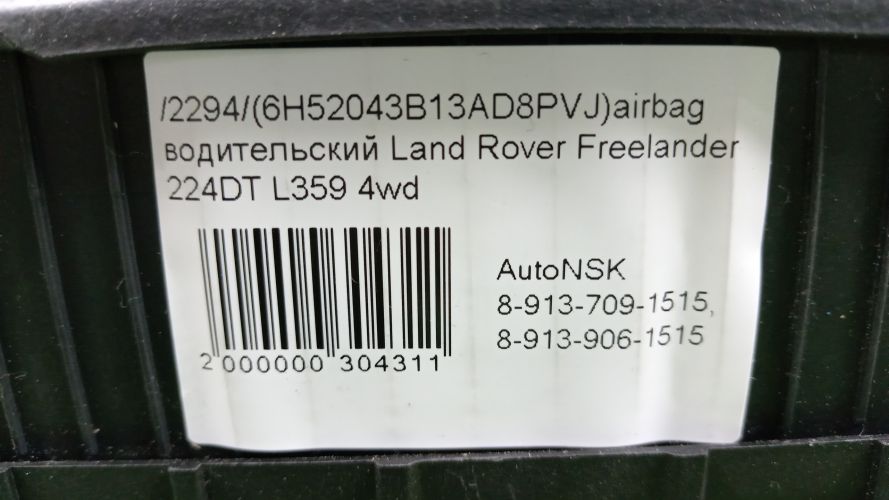 /2294/(6H52043B13AD8PVJ)airbag
водительский Land Rover Freelander
224DT L359 4wd
AutoNSK
8-913-709-1515,
8-913-906-1515
2 000000 304311